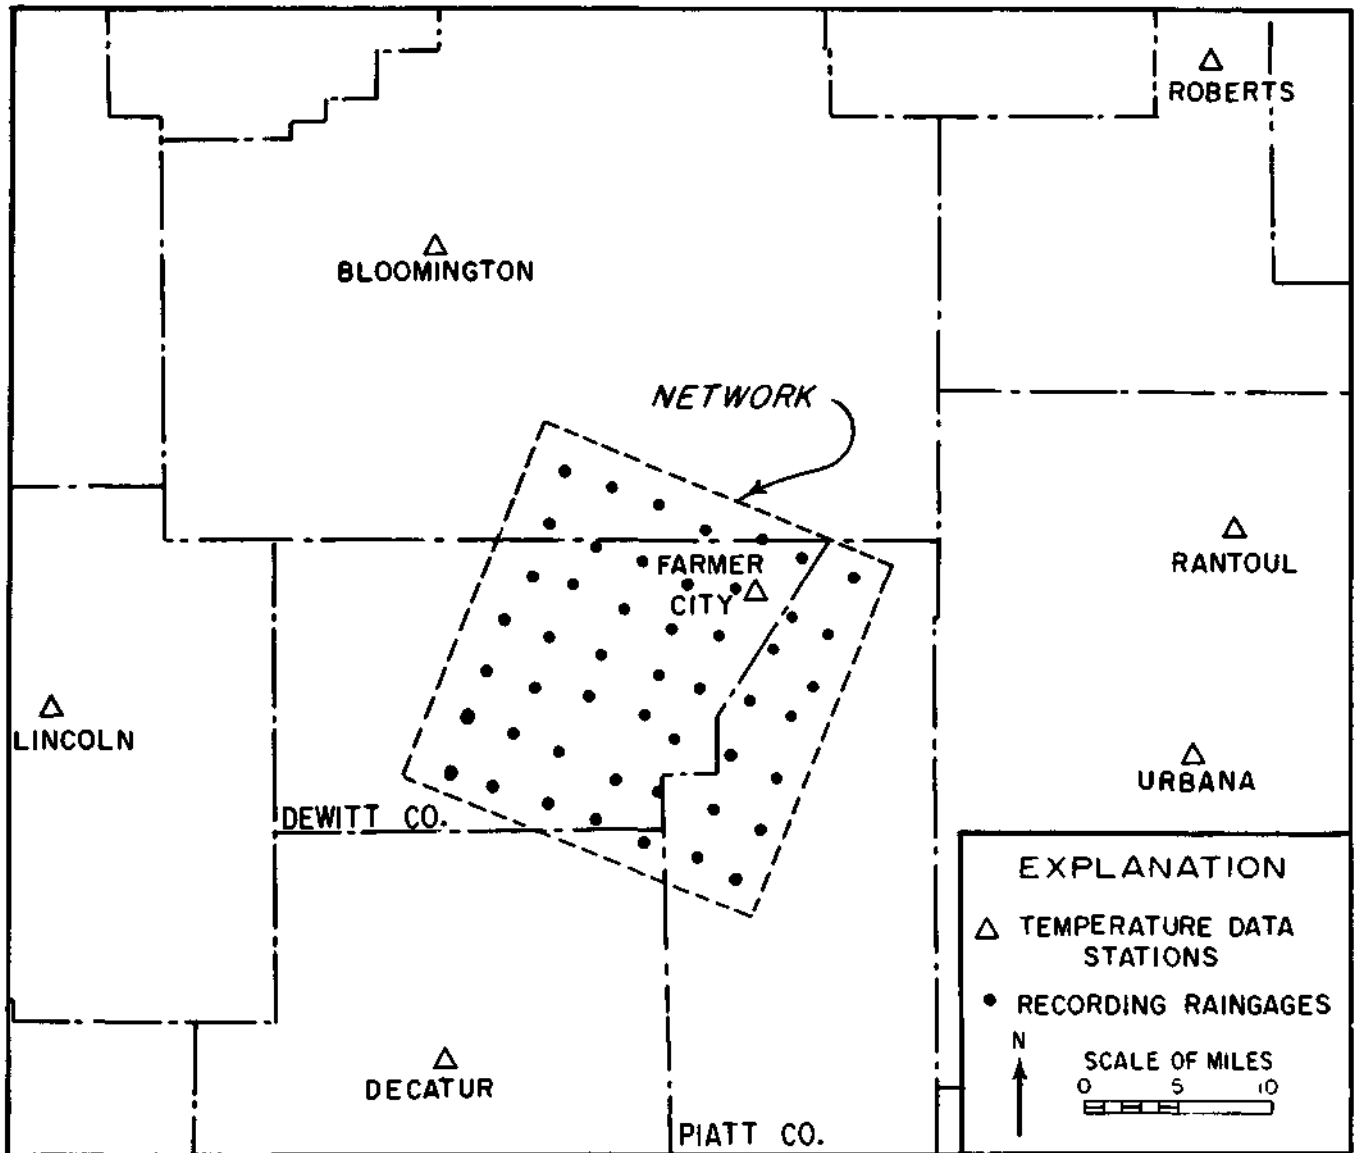 ROBERTS
BLOOMINGTON
NETWORK
FARMER
CITY
RANTOUL
LINCOLN
URBANA
DEWITT CO.
DECATUR
PIATT CO.
EXPLANATION
TEMPERATURE DATA
STATIONS
RECORDING RAINGAGES
N
SCALE OF MILES
0 5 10